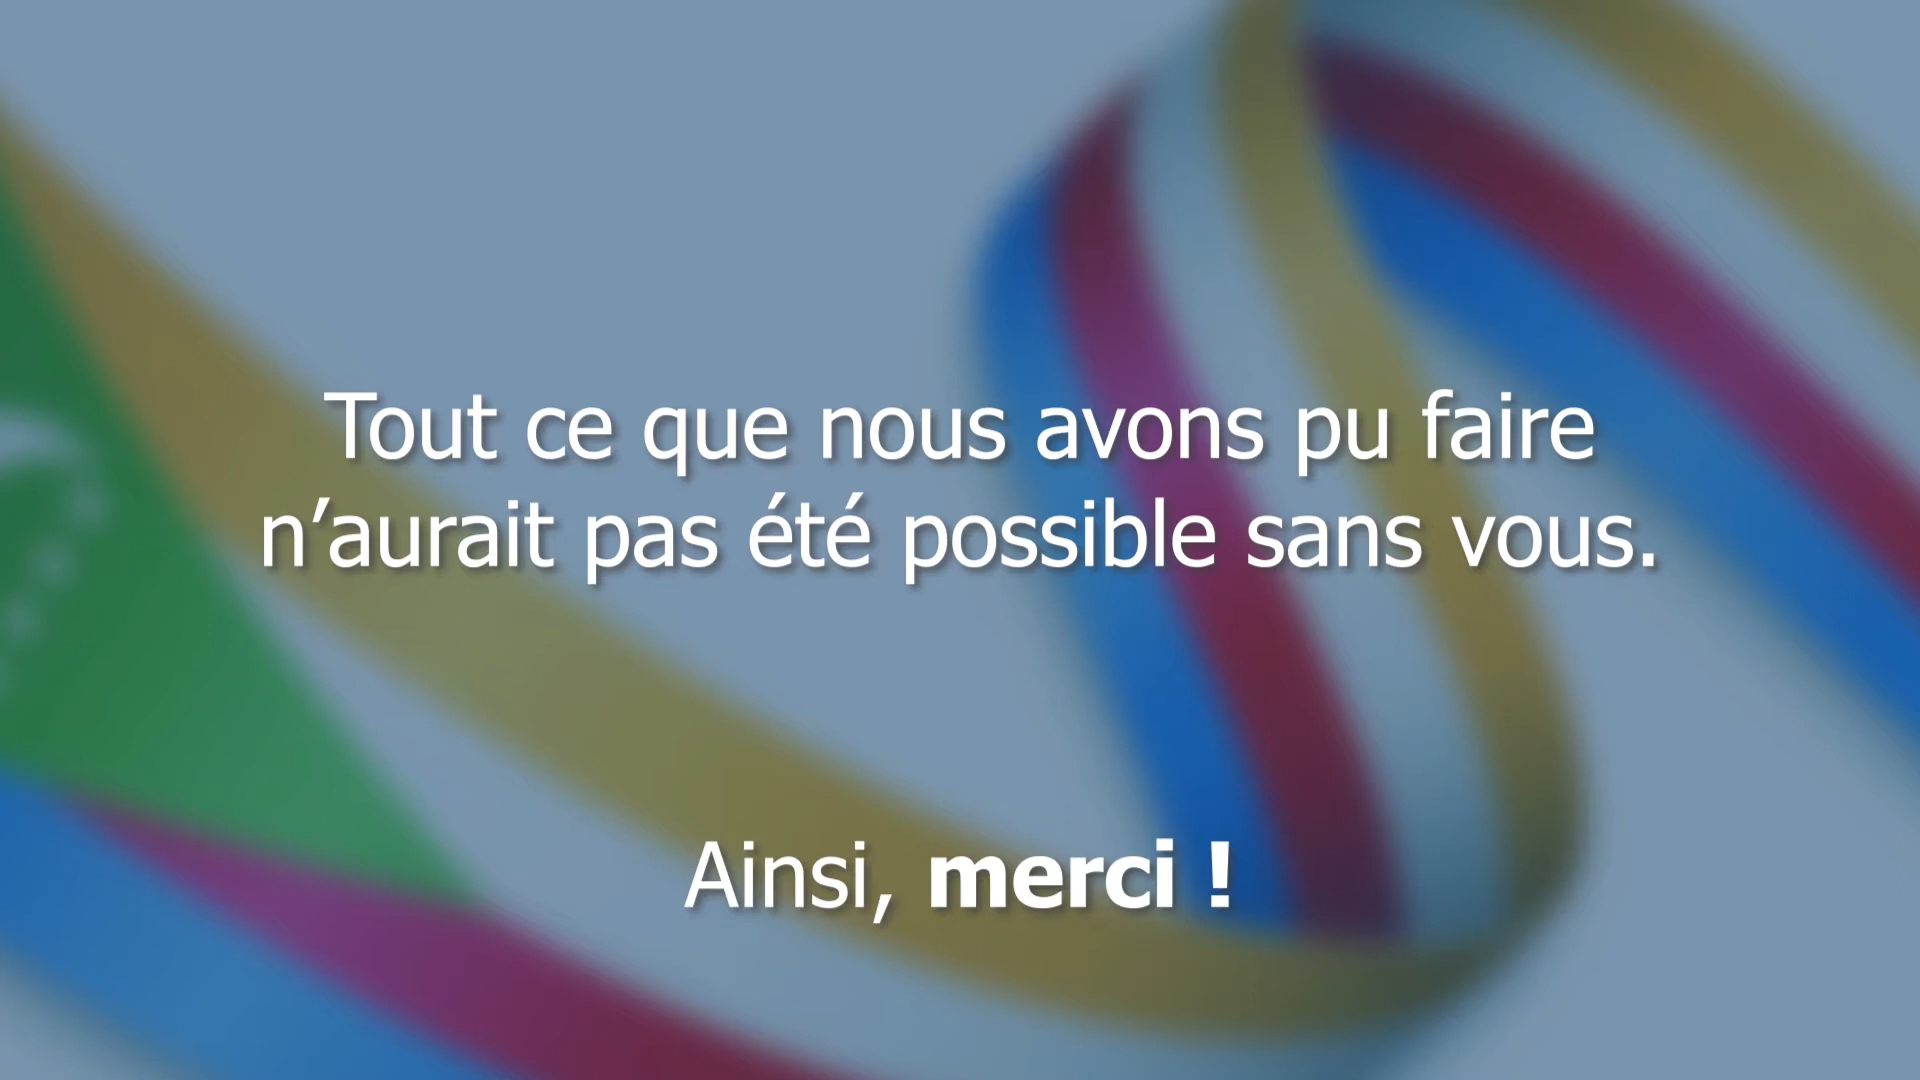 Tout ce que nous avons pu faire
n’aurait pas été possible sans vous.
Ainsi, merci !